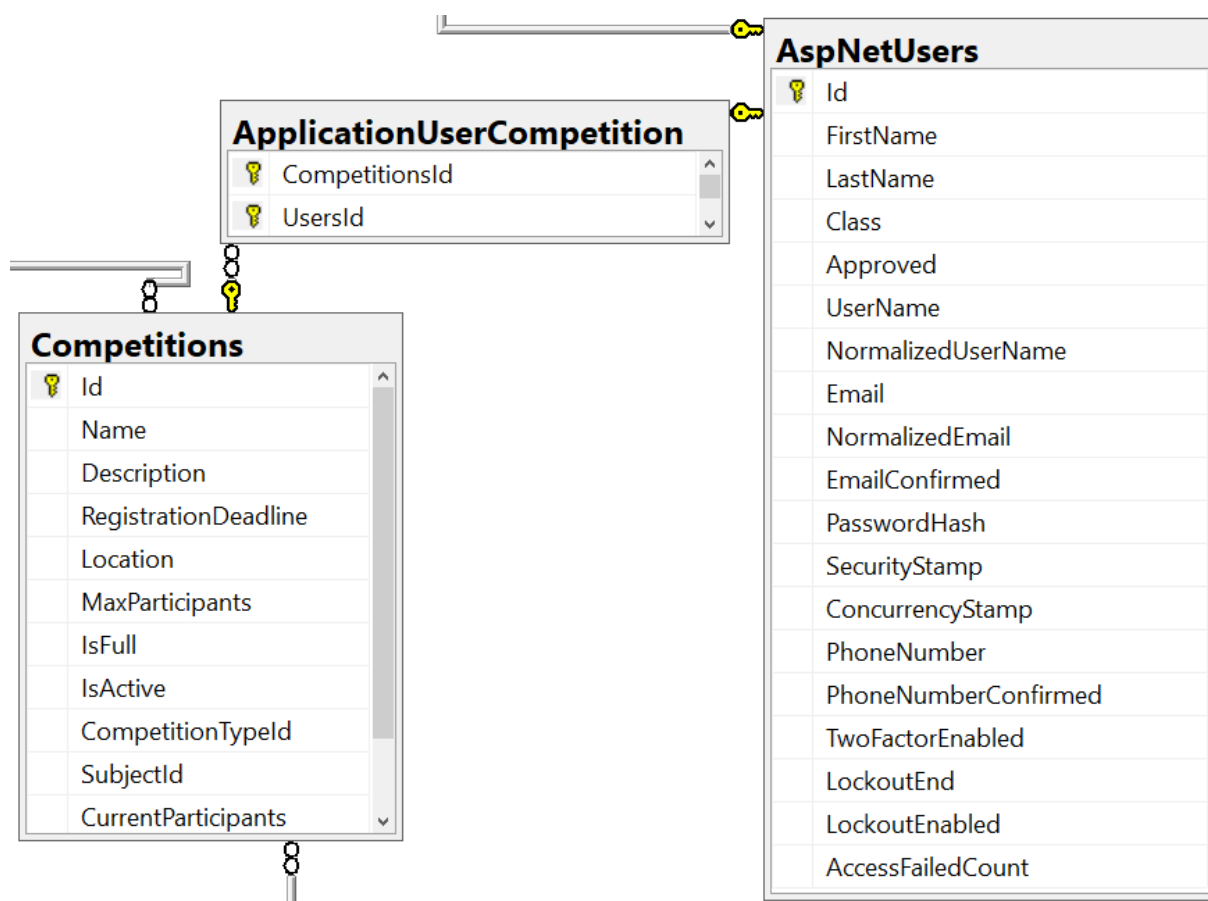 AspNetUsers
Id
FirstName
LastName
Class
Approved
UserName
NormalizedUserName
Email
NormalizedEmail
EmailConfirmed
PasswordHash
SecurityStamp
ConcurrencyStamp
PhoneNumber
PhoneNumberConfirmed
TwoFactorEnabled
LockoutEnd
LockoutEnabled
AccessFailedCount
ApplicationUserCompetition
CompetitionsId
UsersId
Competitions
Id
Name
Description
RegistrationDeadline
Location
MaxParticipants
IsFull
IsActive
CompetitionTypeId
SubjectId
CurrentParticipants